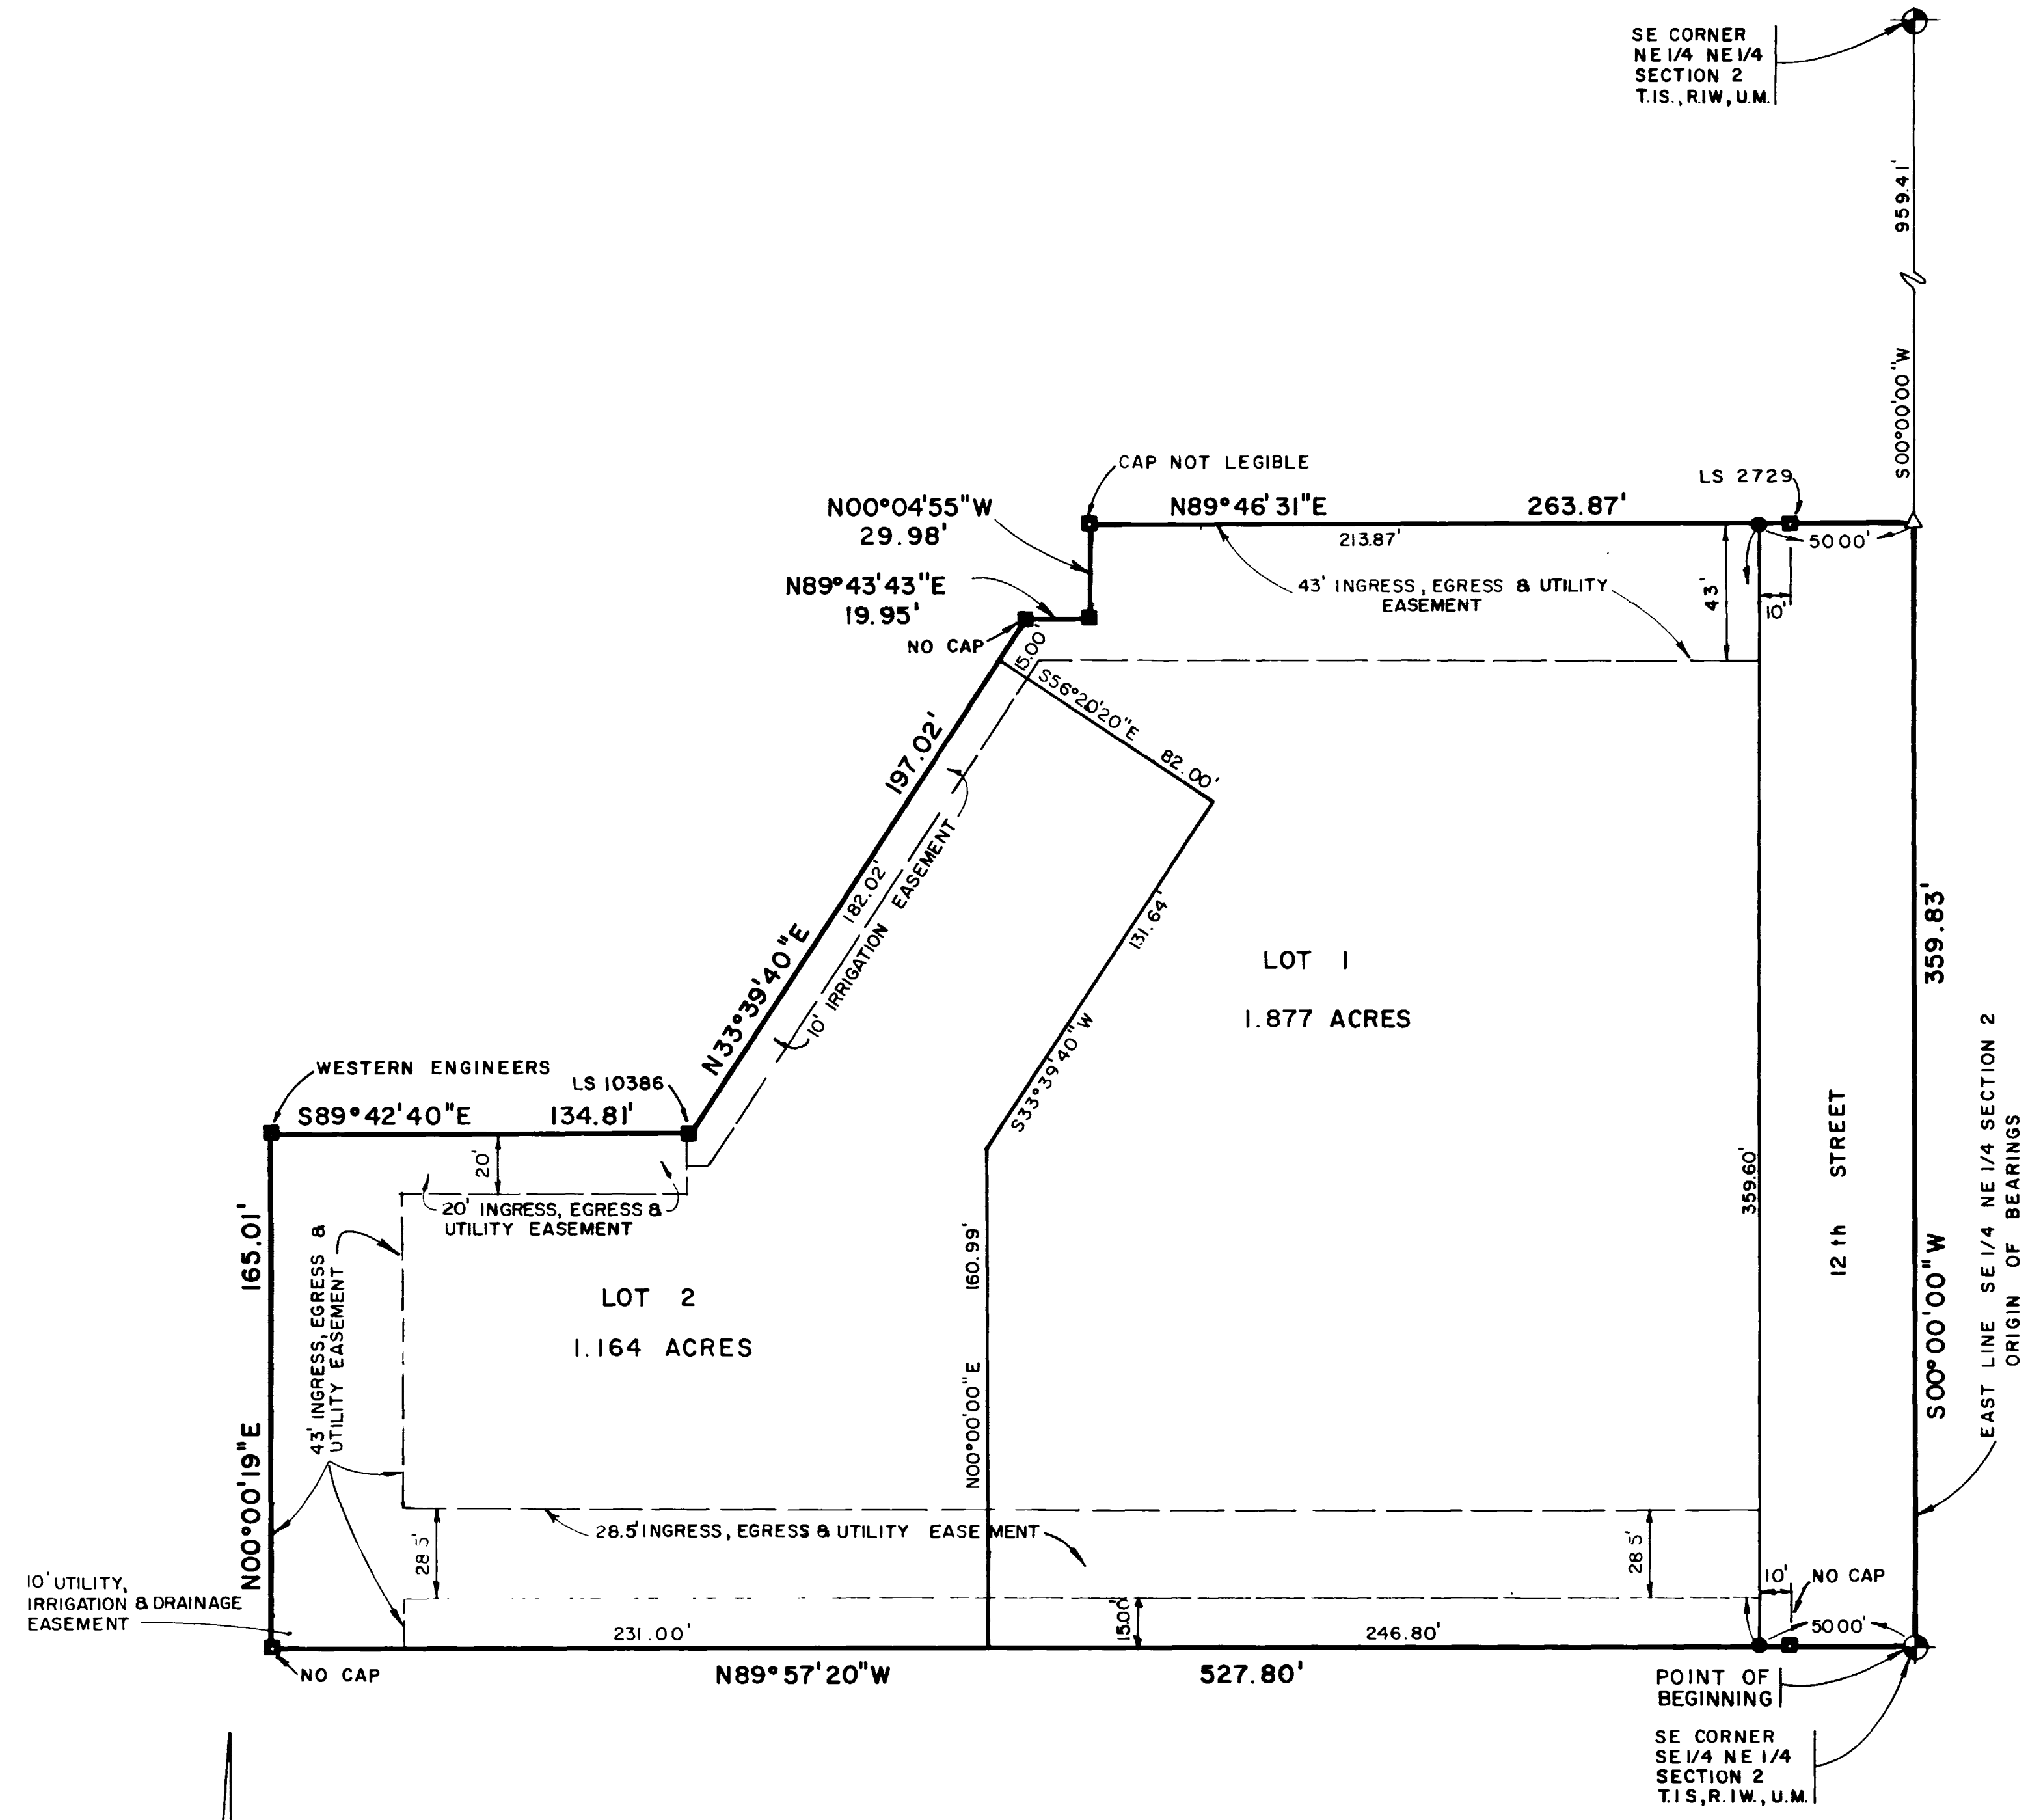 SE CORNER
NE 1/4 NE 1/4
SECTION 2
T.1S., R.1W, U.M.
959.41'
S00°00'00"W
CAP NOT LEGIBLE
LS 2729
N00°04'55"W
29.98'
N89°46'31"E 263.87'
213.87'
50 00'
N89°43'43"E
19.95'
43' INGRESS, EGRESS & UTILITY
EASEMENT
43'
10'
NO CAP
15.00'
S56°20'20"E 82.00'
197.02'
182.02'
10' IRRIGATION EASEMENT
N33°39'40"E
131.64'
S33°39'40"W
LOT 1
1.877 ACRES
359.83'
WESTERN ENGINEERS
LS 10386
S89°42'40"E 134.81'
20'
20' INGRESS, EGRESS &
UTILITY EASEMENT
165.01'
N00°00'19"E
43' INGRESS, EGRESS &
UTILITY EASEMENT
LOT 2
1.164 ACRES
160.99'
N00°00'00"E
359.60'
12th STREET
S00°00'00"W
EAST LINE SE 1/4 NE 1/4 SECTION 2
ORIGIN OF BEARINGS
28.5' INGRESS, EGRESS & UTILITY EASEMENT
28 5'
28 5'
10' UTILITY,
IRRIGATION & DRAINAGE
EASEMENT
10'
NO CAP
231.00'
15.00'
246.80'
50 00'
NO CAP
N89°57'20"W 527.80'
POINT OF
BEGINNING
SE CORNER
SE 1/4 NE 1/4
SECTION 2
T.1S, R.1W., U.M.